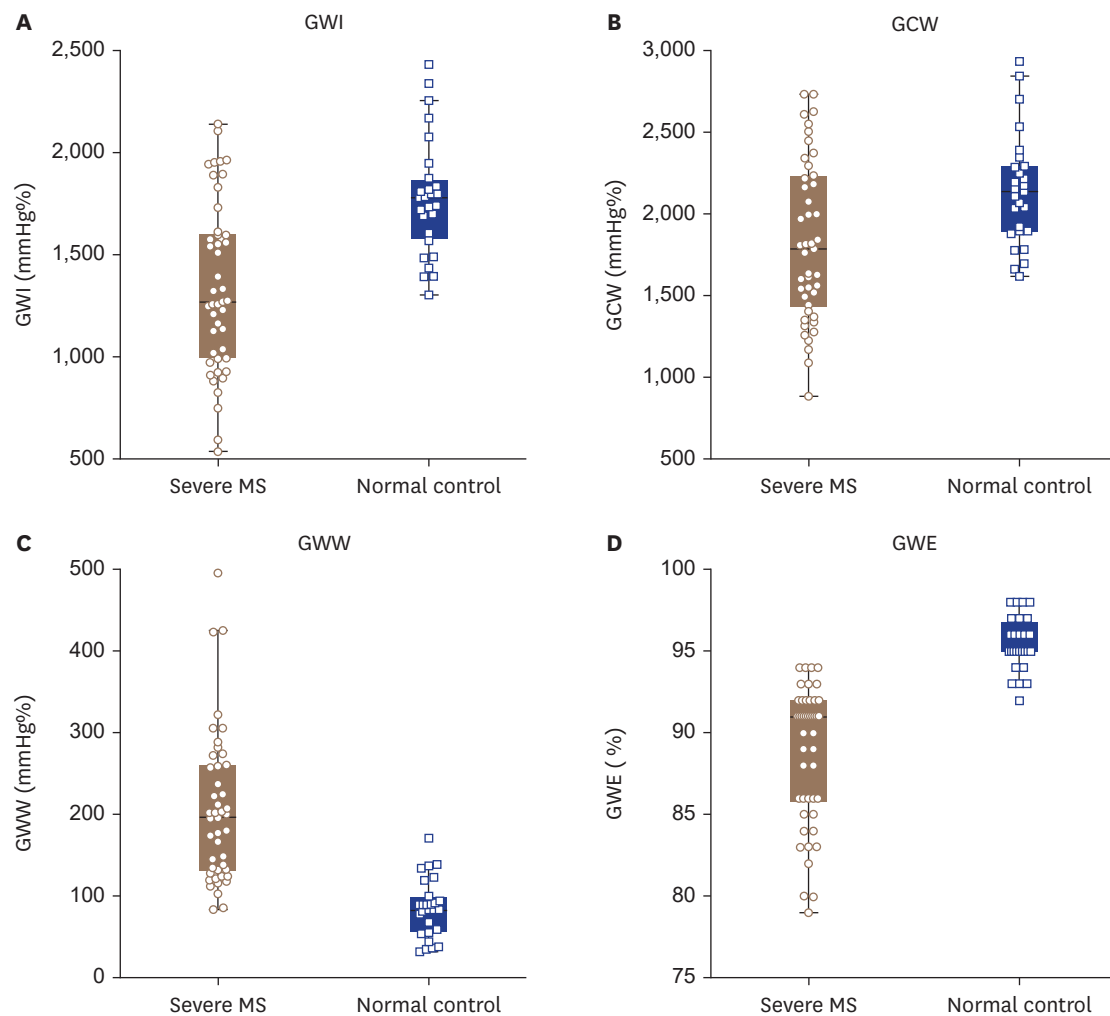 A
GWI
2,500
2,000
1,500
1,000
500
GWI (mmHg%)
Severe MS
Normal control
B
GCW
3,000
2,500
2,000
1,500
1,000
500
GCW (mmHg%)
Severe MS
Normal control
C
GWW
500
400
300
200
100
0
GWW (mmHg%)
Severe MS
Normal control
D
GWE
100
95
90
85
80
75
GWE ( %)
Severe MS
Normal control